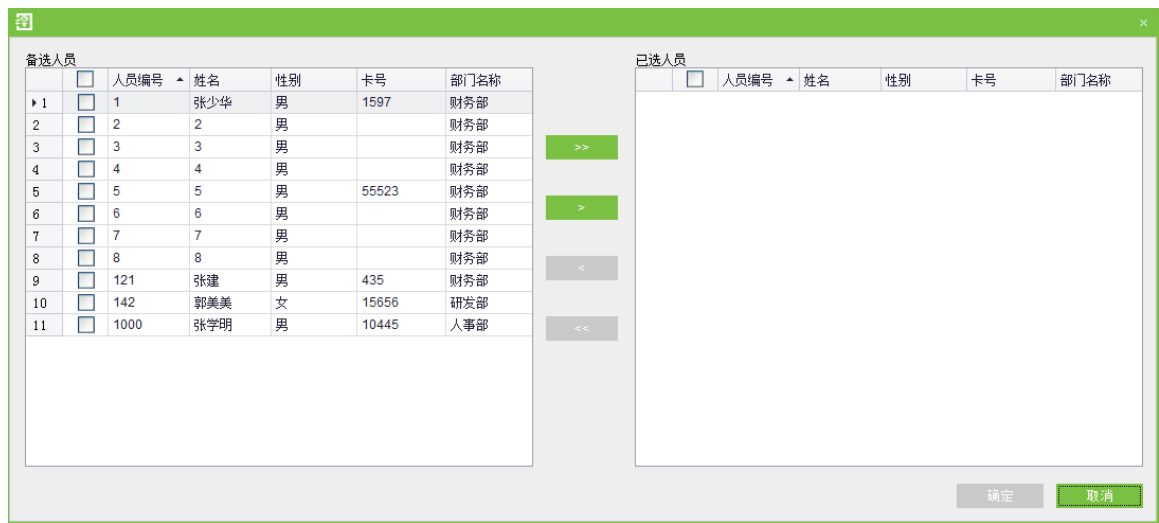 ×
备选人员
人员编号 姓名 性别 卡号 部门名称
1 1 张少华 男 1597 财务部
2 2 2 男 财务部
3 3 3 男 财务部
4 4 4 男 财务部
5 5 5 男 55523 财务部
6 6 6 男 财务部
7 7 7 男 财务部
8 8 8 男 财务部
9 121 张建 男 435 财务部
10 142 郭美美 女 15656 研发部
11 1000 张学明 男 10445 人事部
>>
>
<
<<
已选人员
人员编号 姓名 性别 卡号 部门名称
确定 取消